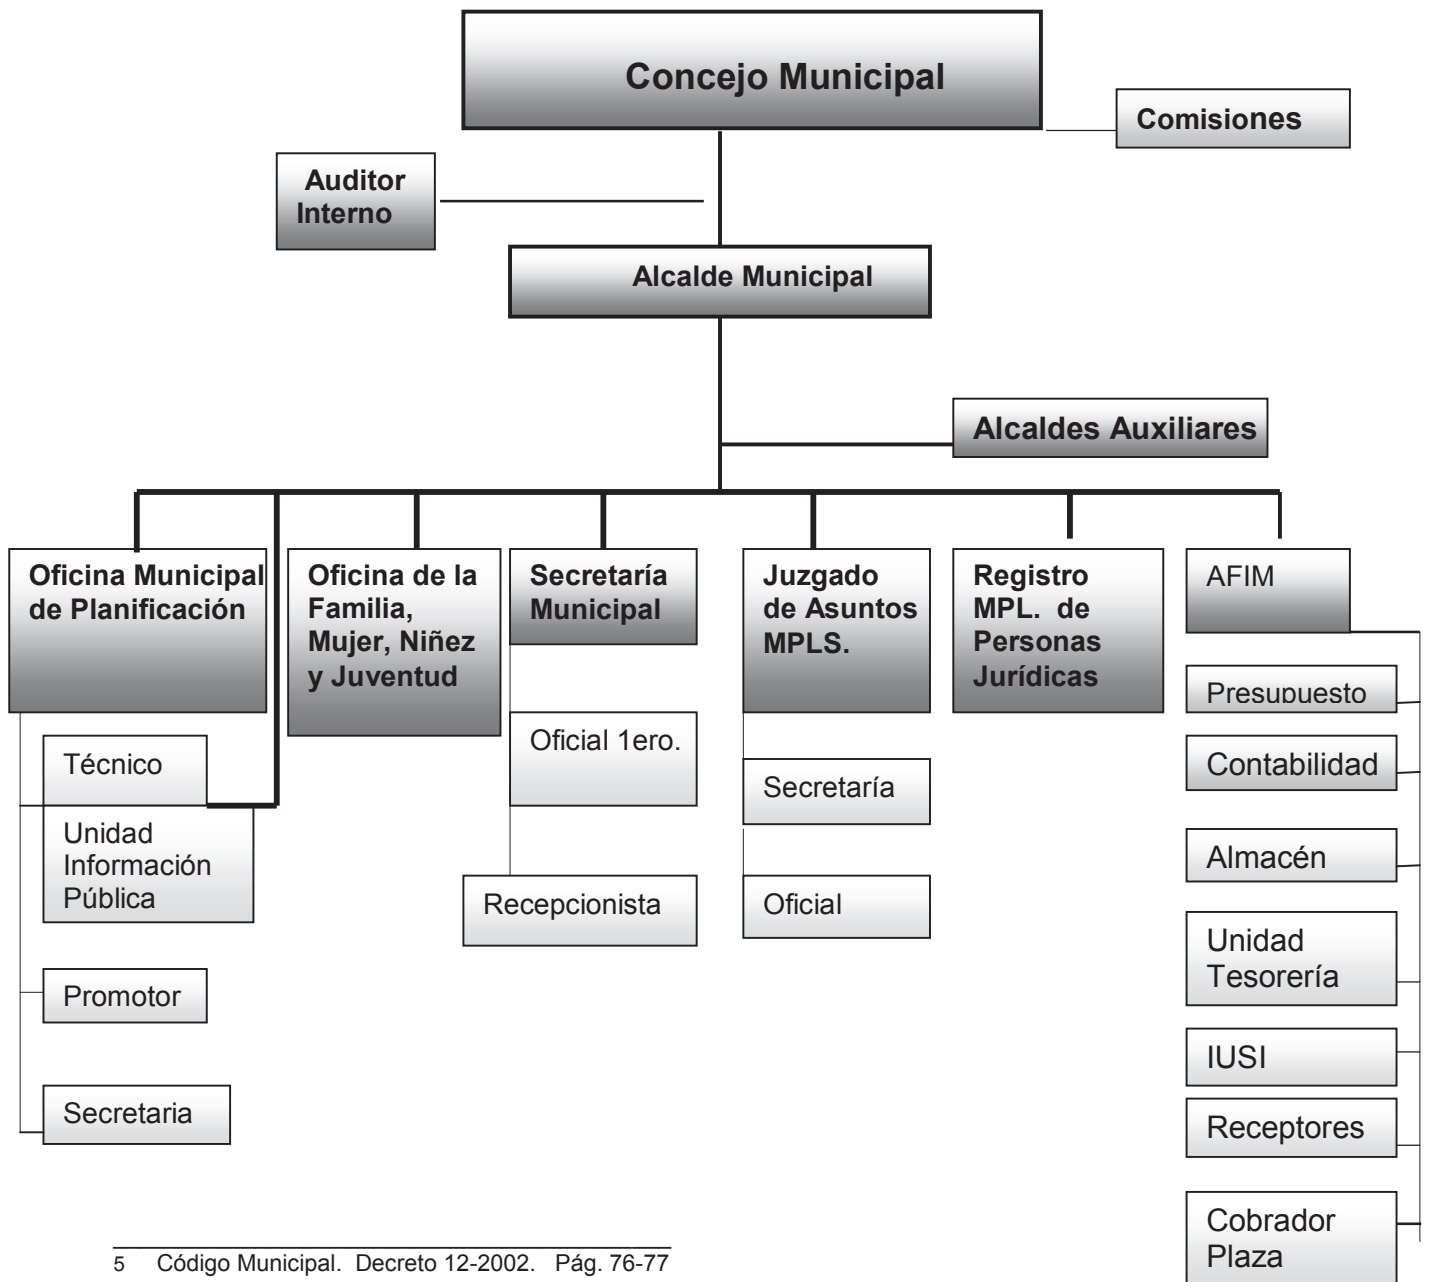 Concejo Municipal
Comisiones
Auditor
Interno
Alcalde Municipal
Alcaldes Auxiliares
Oficina Municipal
de Planificación
Oficina de la
Familia,
Mujer, Niñez
y Juventud
Secretaría
Municipal
Juzgado
de Asuntos
MPLS.
Registro
MPL. de
Personas
Jurídicas
AFIM
Técnico
Unidad
Información
Pública
Promotor
Secretaria
Oficial 1ero.
Recepcionista
Secretaría
Oficial
Presupuesto
Contabilidad
Almacén
Unidad
Tesorería
IUSI
Receptores
Cobrador
Plaza
5 Código Municipal. Decreto 12-2002. Pág. 76-77